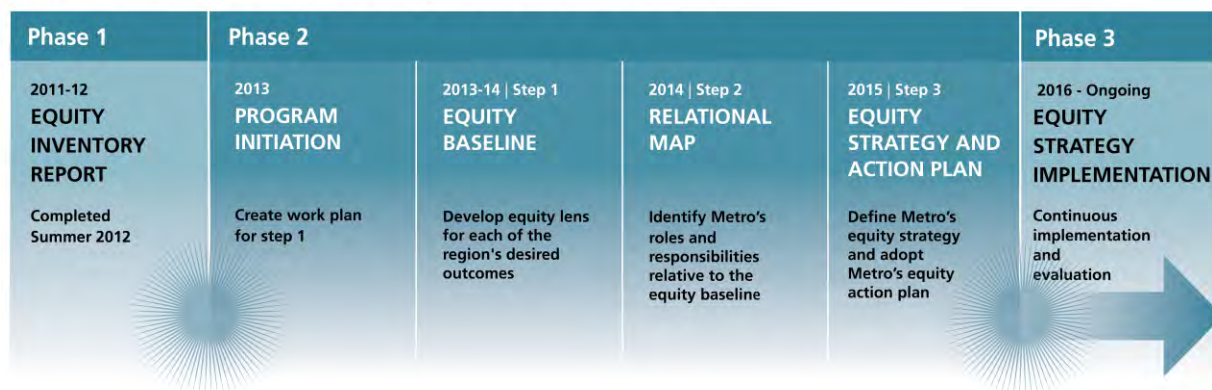 Phase 1
2011-12
EQUITY
INVENTORY
REPORT
Completed
Summer 2012
Phase 2
2013
PROGRAM
INITIATION
Create work plan
for step 1
2013-14 | Step 1
EQUITY
BASELINE
Develop equity lens
for each of the
region's desired
outcomes
2014 | Step 2
RELATIONAL
MAP
Identify Metro's
roles and
responsibilities
relative to the
equity baseline
2015 | Step 3
EQUITY
STRATEGY AND
ACTION PLAN
Define Metro's
equity strategy
and adopt
Metro's equity
action plan
Phase 3
2016 - Ongoing
EQUITY
STRATEGY
IMPLEMENTATION
Continuous
implementation
and
evaluation